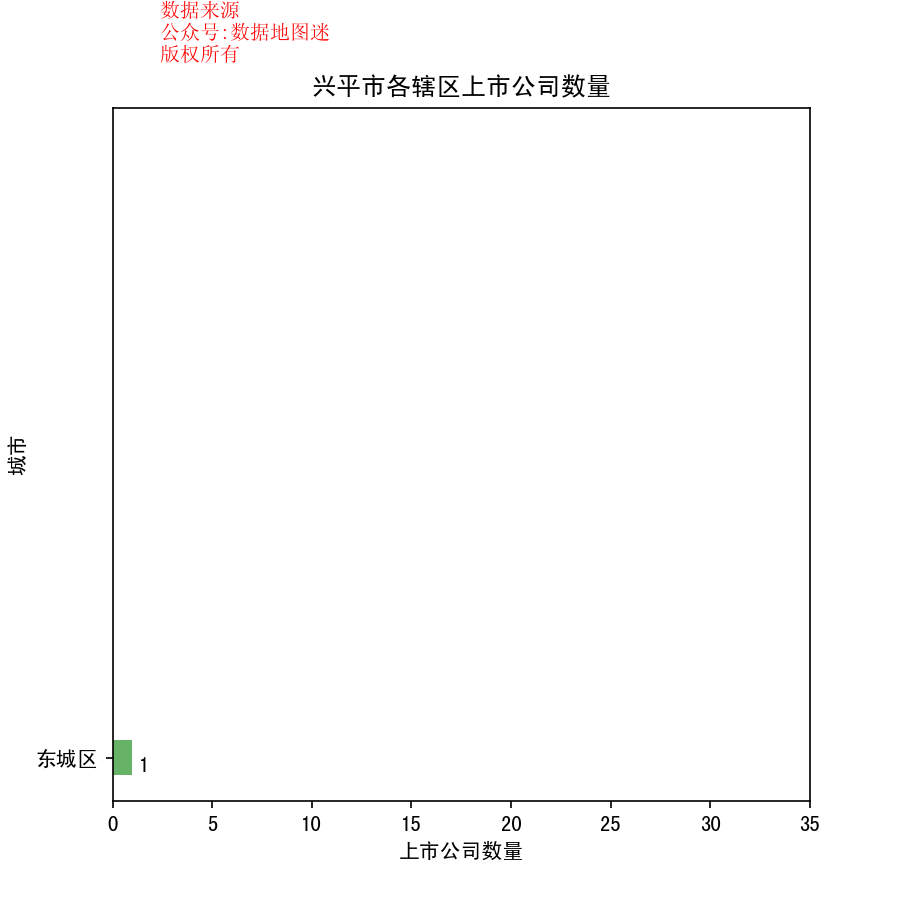 数据来源
公众号:数据地图迷
版权所有
兴平市各辖区上市公司数量
城市
东城区
1
0 5 10 15 20 25 30 35
上市公司数量